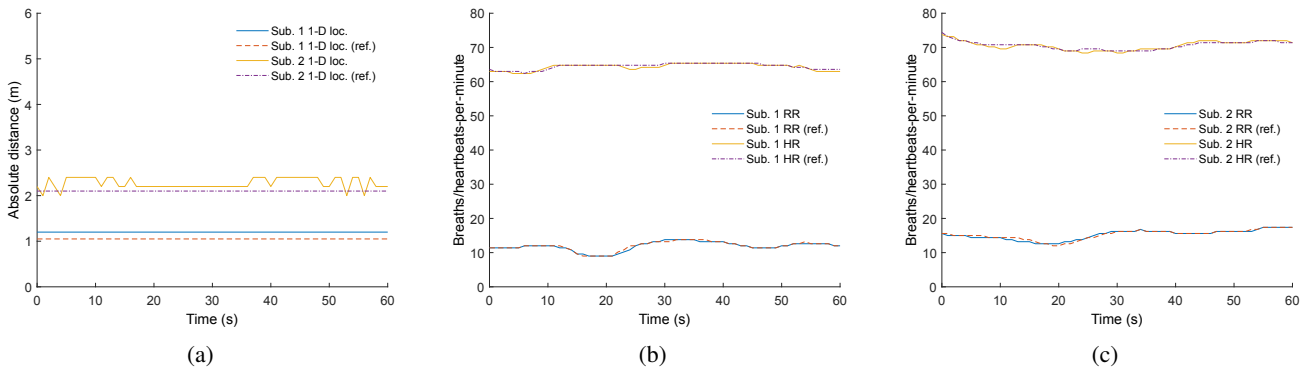 6
5
4
3
2
1
0
0 10 20 30 40 50 60
Absolute distance (m)
Time (s)
Sub. 1 1-D loc.
Sub. 1 1-D loc. (ref.)
Sub. 2 1-D loc.
Sub. 2 1-D loc. (ref.)
(a)
80
70
60
50
40
30
20
10
0
0 10 20 30 40 50 60
Breaths/heartbeats-per-minute
Time (s)
Sub. 1 RR
Sub. 1 RR (ref.)
Sub. 1 HR
Sub. 1 HR (ref.)
(b)
80
70
60
50
40
30
20
10
0
0 10 20 30 40 50 60
Breaths/heartbeats-per-minute
Time (s)
Sub. 2 RR
Sub. 2 RR (ref.)
Sub. 2 HR
Sub. 2 HR (ref.)
(c)